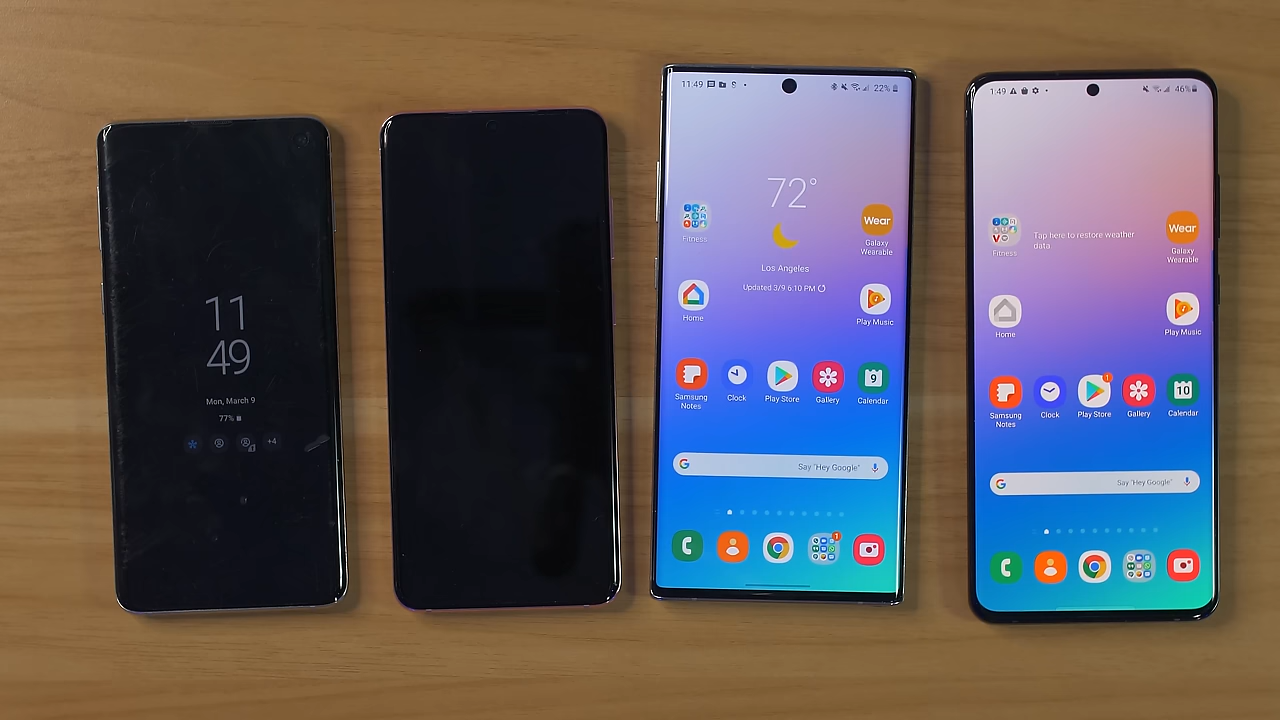 11
49
Mon, March 9
77%
+4
11:49
22%
72°
Los Angeles
Updated 3/9 6:10 PM
Fitness
Wear
Galaxy
Wearable
Home
Play Music
Samsung
Notes
Clock
Play Store
Gallery
9
Calendar
G
Say "Hey Google"
1
1:49
46%
Fitness
Tap here to restore weather
data.
Wear
Galaxy
Wearable
Home
Play Music
1
10
Samsung
Notes
Clock
Play Store
Gallery
Calendar
G
Say "Hey Google"